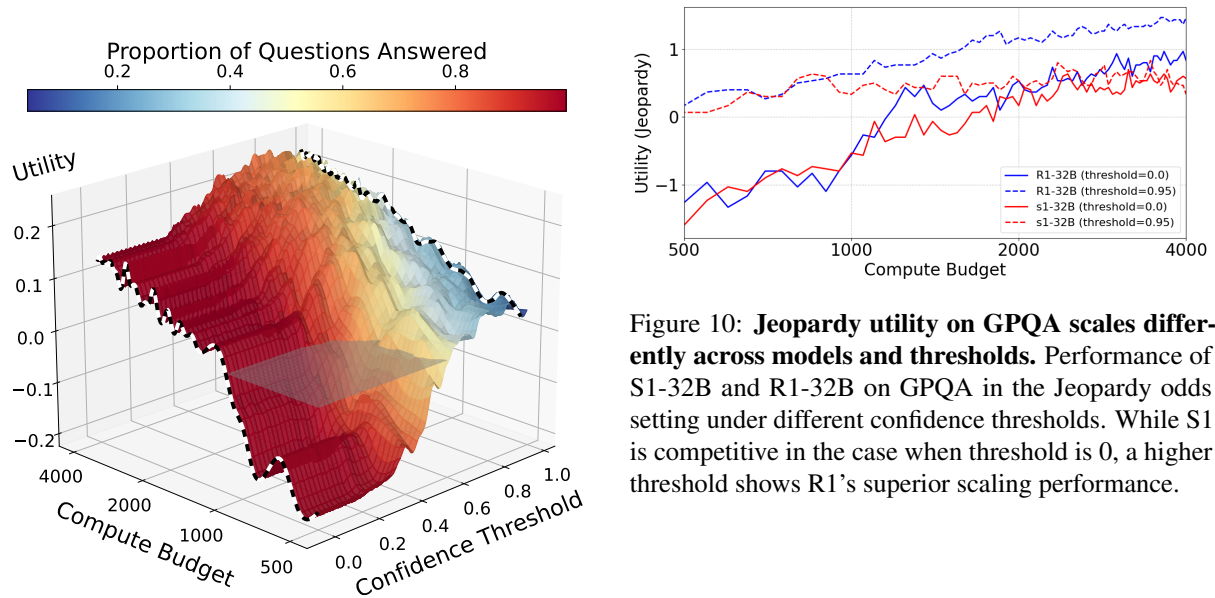 Proportion of Questions Answered
0.2 0.4 0.6 0.8
Utility
0.2
0.1
0.0
−0.1
−0.2
4000
2000
1000
500
Compute Budget
0.0
0.2
0.4
0.6
0.8
1.0
Confidence Threshold
Utility (Jeopardy)
1
0
−1
R1-32B (threshold=0.0)
R1-32B (threshold=0.95)
s1-32B (threshold=0.0)
s1-32B (threshold=0.95)
500 1000 2000 4000
Compute Budget
Figure 10: Jeopardy utility on GPQA scales differ-
ently across models and thresholds. Performance of
S1-32B and R1-32B on GPQA in the Jeopardy odds
setting under different confidence thresholds. While S1
is competitive in the case when threshold is 0, a higher
threshold shows R1's superior scaling performance.